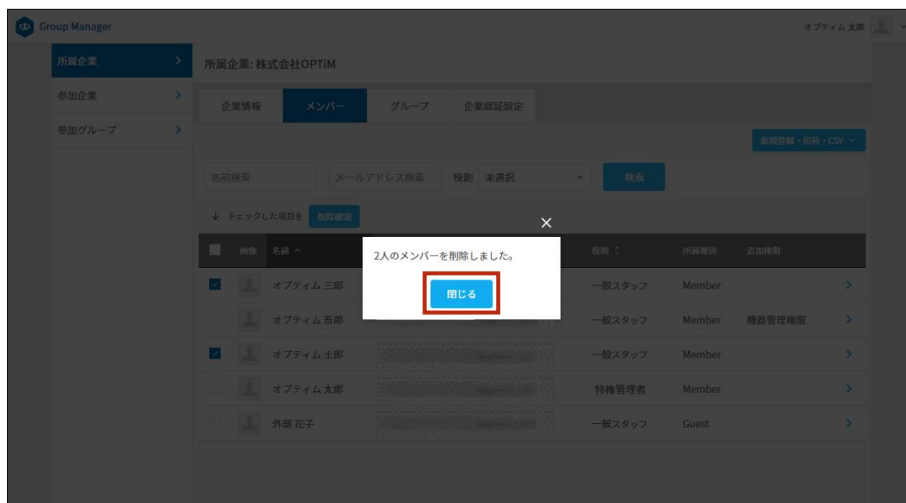 Group Manager
オプティム 太郎
所属企業
参加企業
参加グループ
所属企業: 株式会社OPTiM
企業情報 メンバー グループ 企業認証設定
新規登録・招待・CSV
名前検索 メールアドレス検索 役割 未選択 検索
チェックした項目を 削除確認
画像 名前 役割 所属種別 追加権限
2人のメンバーを削除しました。
閉じる
オプティム 三郎 一般スタッフ Member
オプティム 吾郎 一般スタッフ Member 機器管理権限
オプティム 士郎 一般スタッフ Member
オプティム 太郎 特権管理者 Member
外部 花子 一般スタッフ Guest